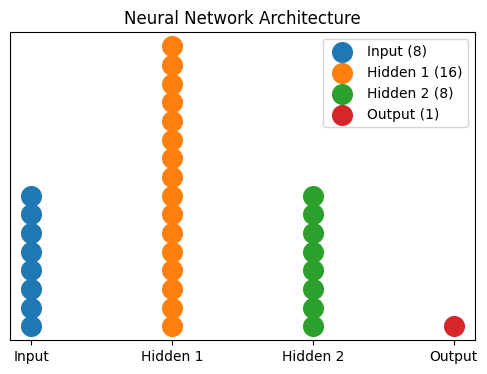 Neural Network Architecture
Input (8)
Hidden 1 (16)
Hidden 2 (8)
Output (1)
Input Hidden 1 Hidden 2 Output